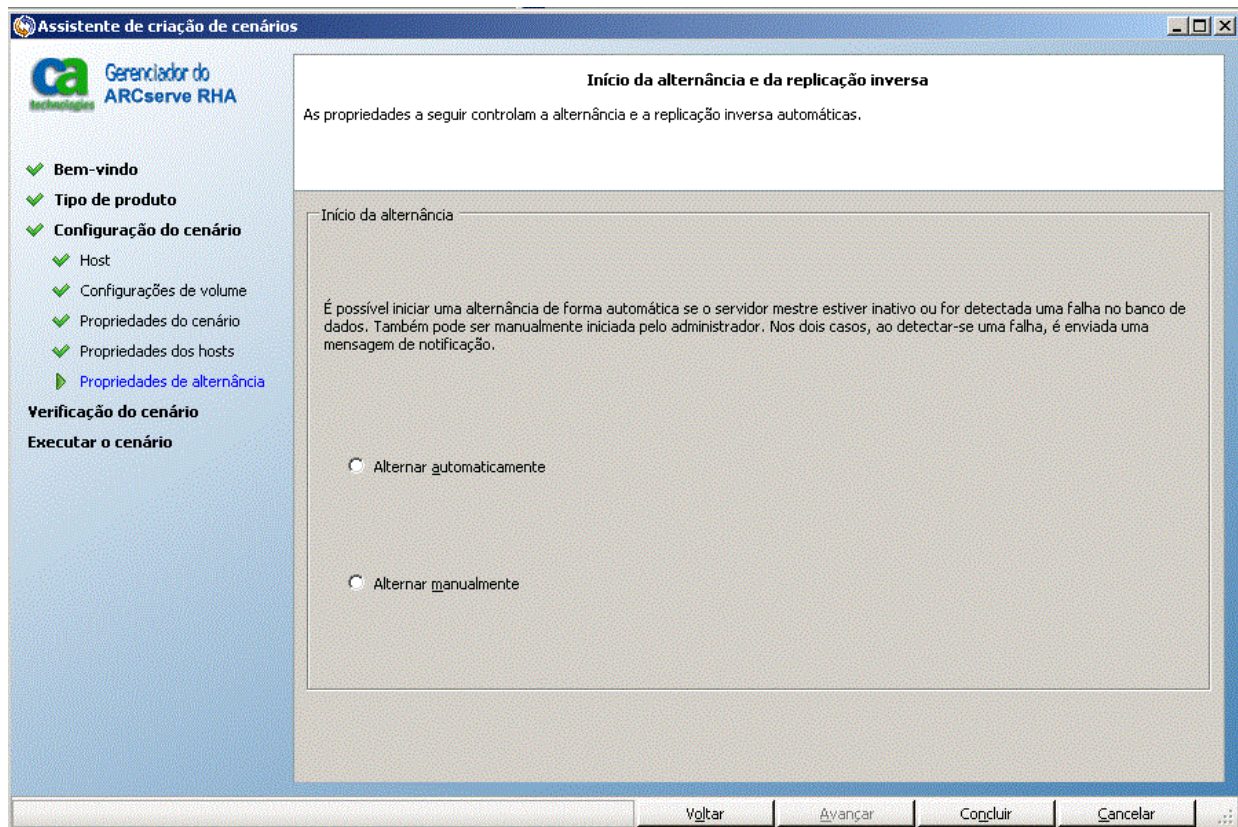 Assistente de criação de cenários
ca
technologies
Gerenciador do
ARCserve RHA
Bem-vindo
Tipo de produto
Configuração do cenário
Host
Configurações de volume
Propriedades do cenário
Propriedades dos hosts
Propriedades de alternância
Verificação do cenário
Executar o cenário
Início da alternância e da replicação inversa
As propriedades a seguir controlam a alternância e a replicação inversa automáticas.
Início da alternância
É possível iniciar uma alternância de forma automática se o servidor mestre estiver inativo ou for detectada uma falha no banco de
dados. Também pode ser manualmente iniciada pelo administrador. Nos dois casos, ao detectar-se uma falha, é enviada uma
mensagem de notificação.
Alternar automaticamente
Alternar manualmente
Voltar
Avançar
Concluir
Cancelar